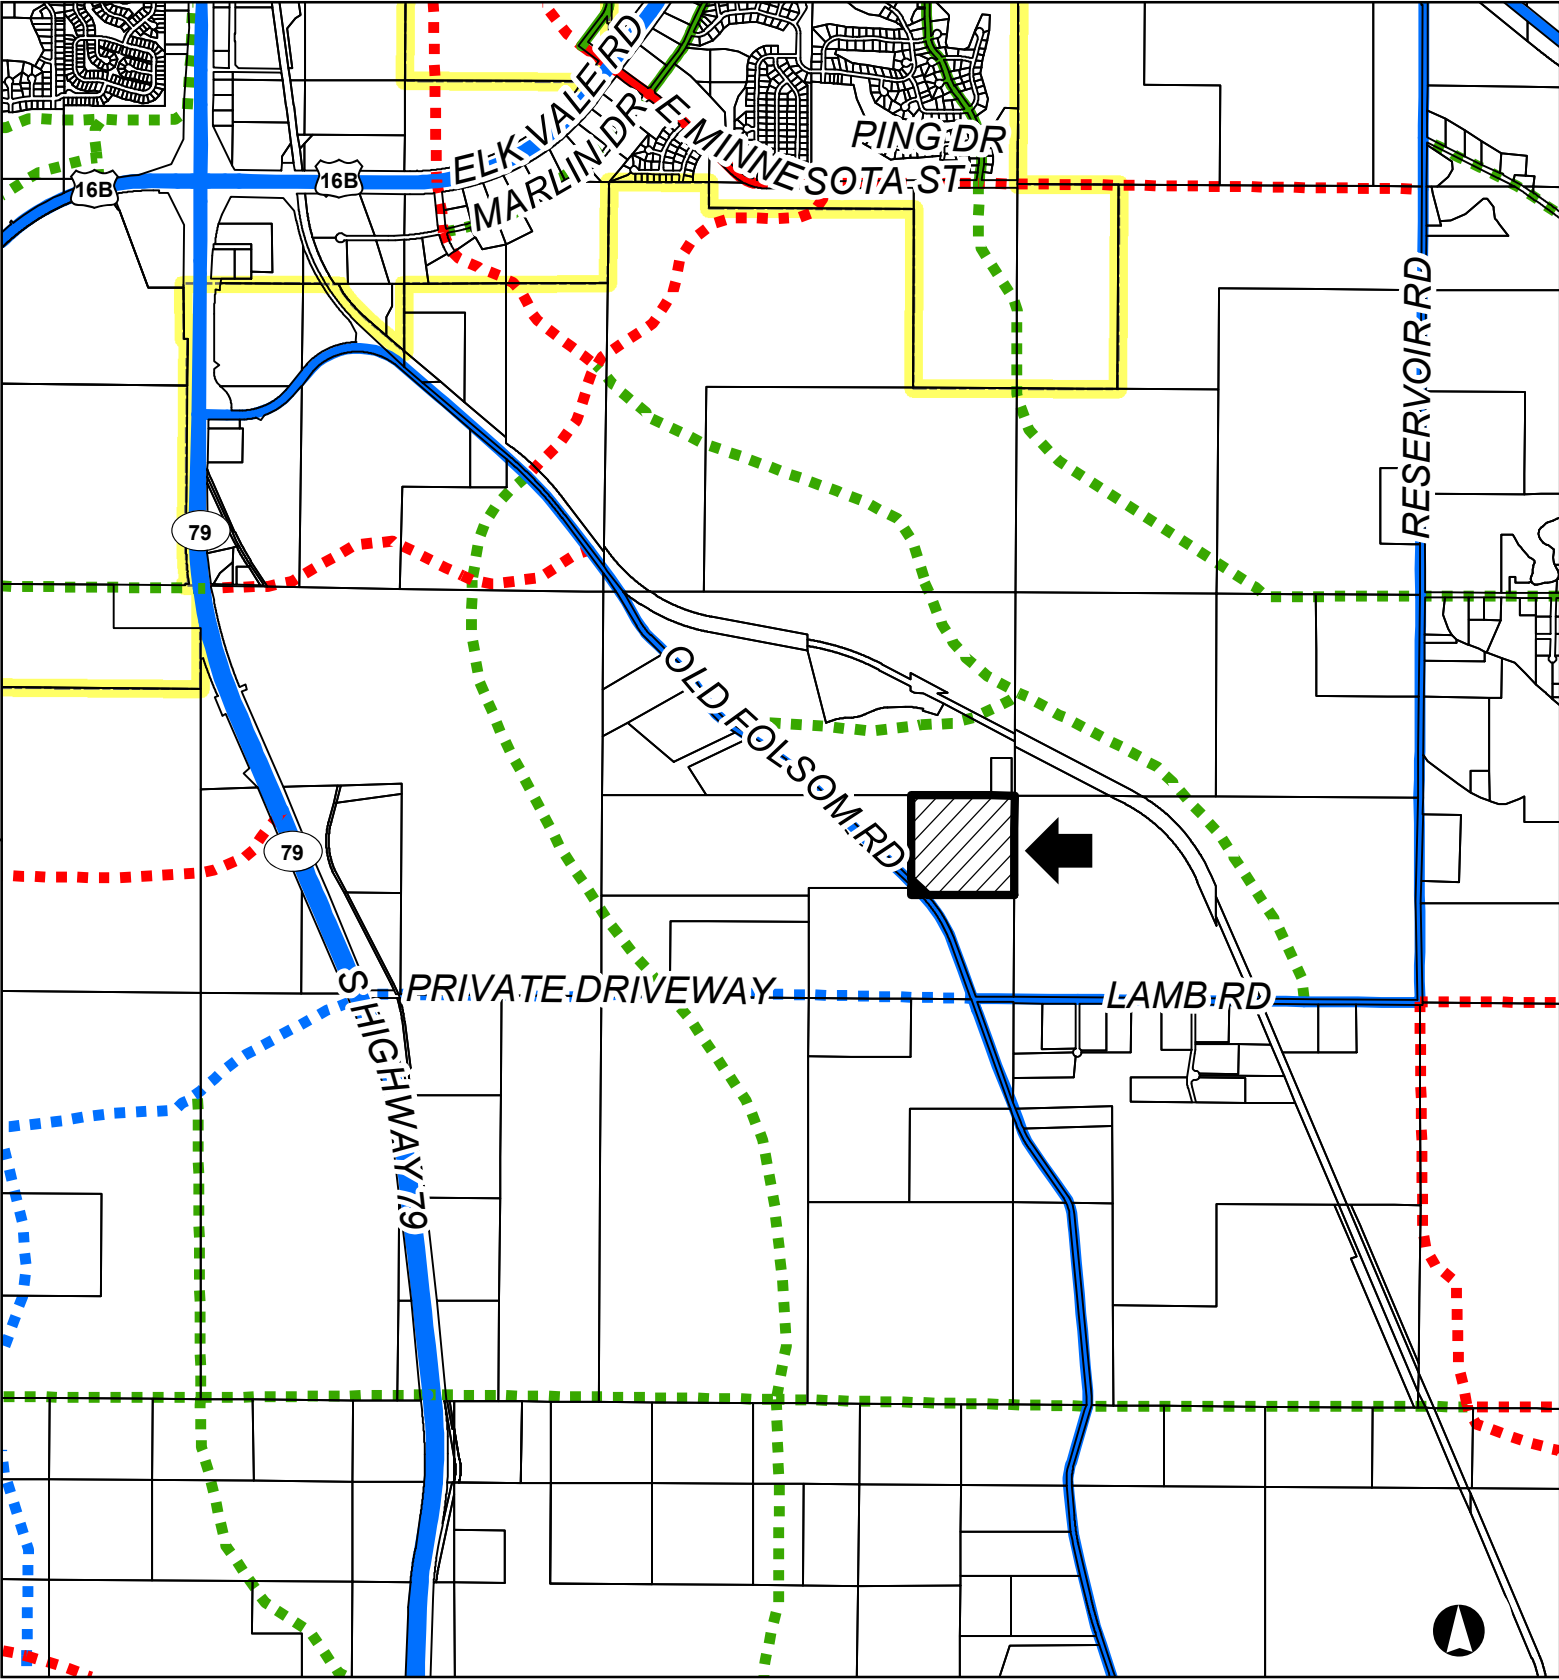 ELK VALE RD
MARLIN DR
E MINNESOTA ST
PING DR
16B
16B
RESERVOIR RD
79
OLD FOLSOM RD
79
PRIVATE DRIVEWAY
LAMB RD
S HIGHWAY 79